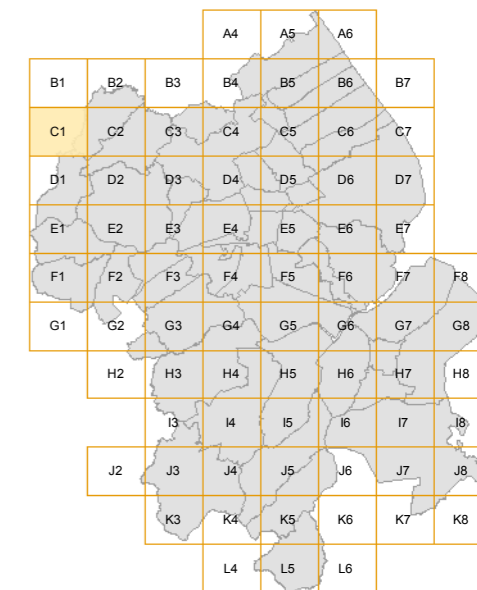 A4 A5 A6
B1 B2 B3 B4 B5 B6 B7
C1 C2 C3 C4 C5 C6 C7
D1 D2 D3 D4 D5 D6 D7
E1 E2 E3 E4 E5 E6 E7
F1 F2 F3 F4 F5 F6 F7 F8
G1 G2 G3 G4 G5 G6 G7 G8
H2 H3 H4 H5 H6 H7 H8
I3 I4 I5 I6 I7 I8
J2 J3 J4 J5 J6 J7 J8
K3 K4 K5 K6 K7 K8
L4 L5 L6